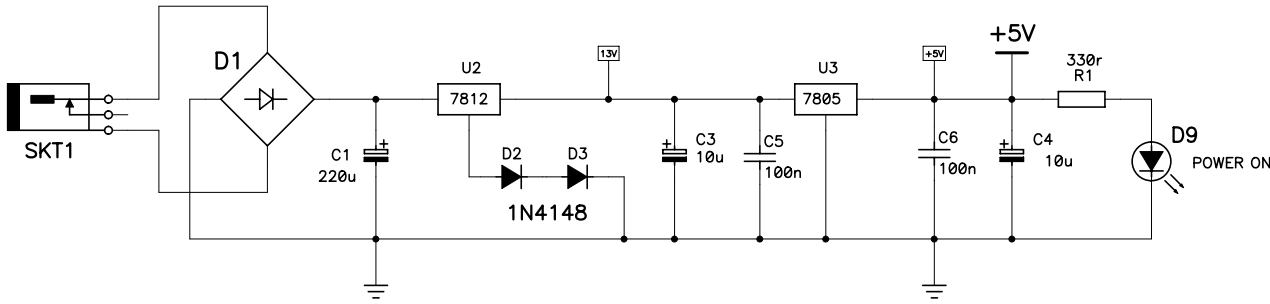 SKT1
D1
C1
220u
U2
7812
D2
D3
1N4148
13V
C3
10u
C5
100n
U3
7805
+5V
C6
100n
+5V
C4
10u
330r
R1
D9
POWER ON